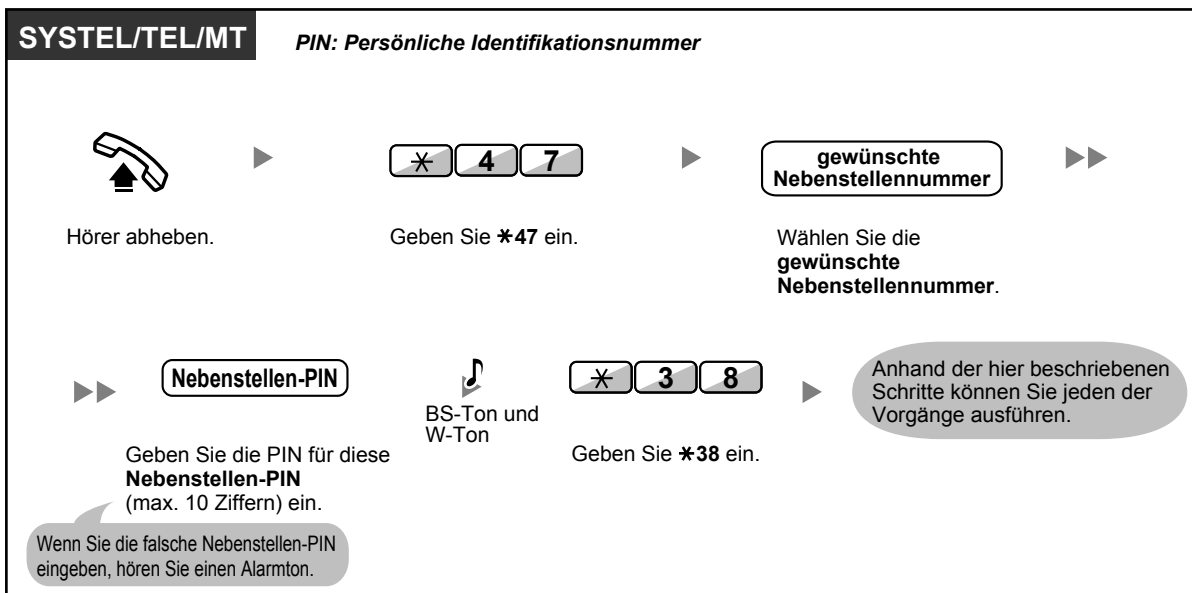 SYSTEL/TEL/MT
PIN: Persönliche Identifikationsnummer
* 4 7
gewünschte
Nebenstellennummer
Hörer abheben.
Geben Sie *47 ein.
Wählen Sie die
gewünschte
Nebenstellennummer.
Nebenstellen-PIN
BS-Ton und
W-Ton
* 3 8
Anhand der hier beschriebenen
Schritte können Sie jeden der
Vorgänge ausführen.
Geben Sie die PIN für diese
Nebenstellen-PIN
(max. 10 Ziffern) ein.
Geben Sie *38 ein.
Wenn Sie die falsche Nebenstellen-PIN
eingeben, hören Sie einen Alarmton.